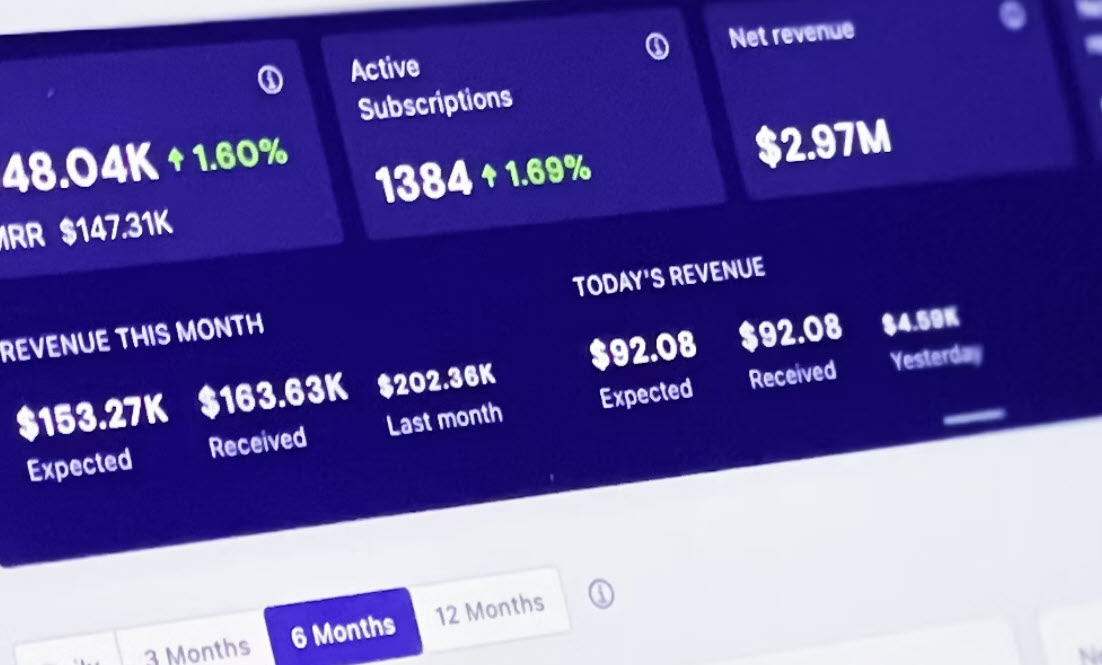 48.04K ↑ 1.60%
MRR $147.31K
Active
Subscriptions
1384 ↑ 1.69%
Net revenue
$2.97M
REVENUE THIS MONTH
$153.27K
Expected
$163.63K
Received
$202.36K
Last month
TODAY'S REVENUE
$92.08
Expected
$92.08
Received
$4.59K
Yesterday
3 Months
6 Months
12 Months